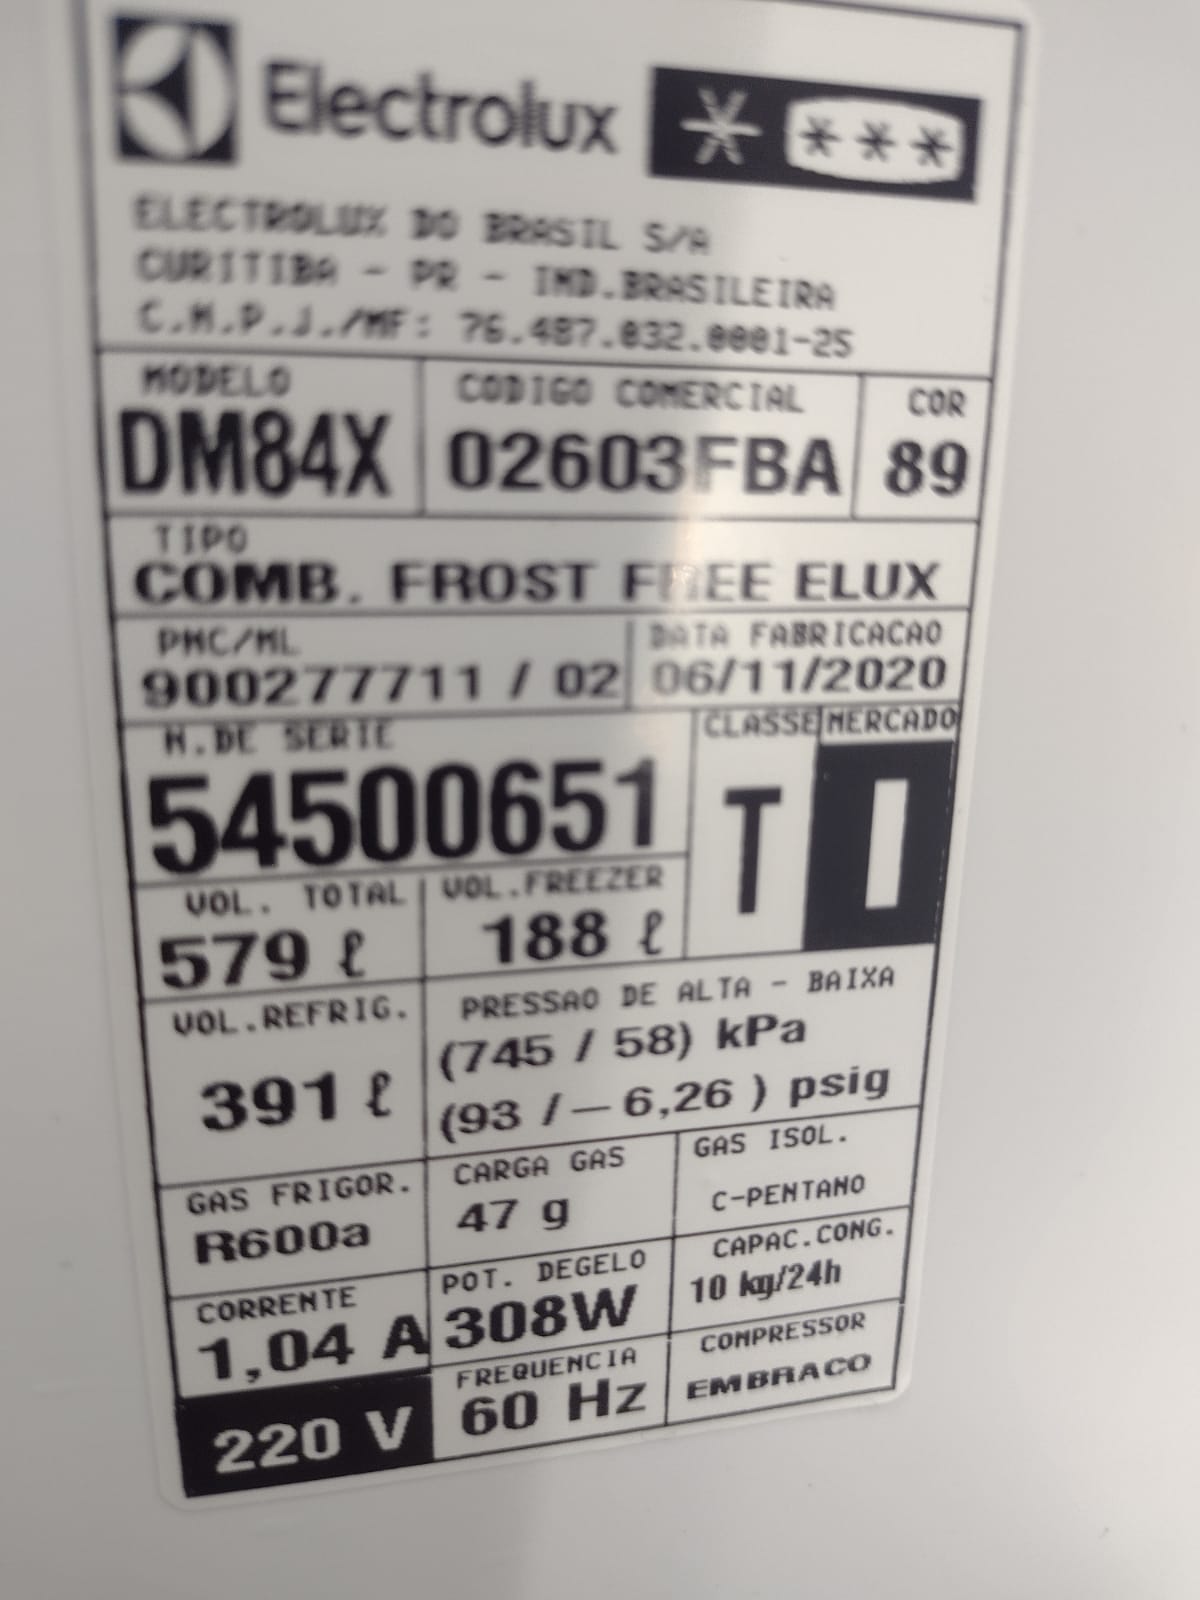 Electrolux
ELECTROLUX DO BRASIL S/A
CURITIBA - PR - IND.BRASILEIRA
C.N.P.J./MF: 76.487.032.0001-25
MODELO
DM84X
CODIGO COMERCIAL
02603FBA
COR
89
TIPO
COMB. FROST FREE ELUX
PNC/ML
900277711 / 02
DATA FABRICACAO
06/11/2020
N.DE SERIE
54500651
CLASSE
T
MERCADO
I
VOL. TOTAL
579 ℓ
VOL.FREEZER
188 ℓ
VOL.REFRIG.
391 ℓ
PRESSAO DE ALTA - BAIXA
(745 / 58) kPa
(93 /-6,26 ) psig
GAS FRIGOR.
R600a
CARGA GAS
47 g
GAS ISOL.
C-PENTANO
CORRENTE
1,04 A
POT. DEGELO
308W
CAPAC.CONG.
10 kg/24h
220 V
FREQUENCIA
60 Hz
COMPRESSOR
EMBRACO